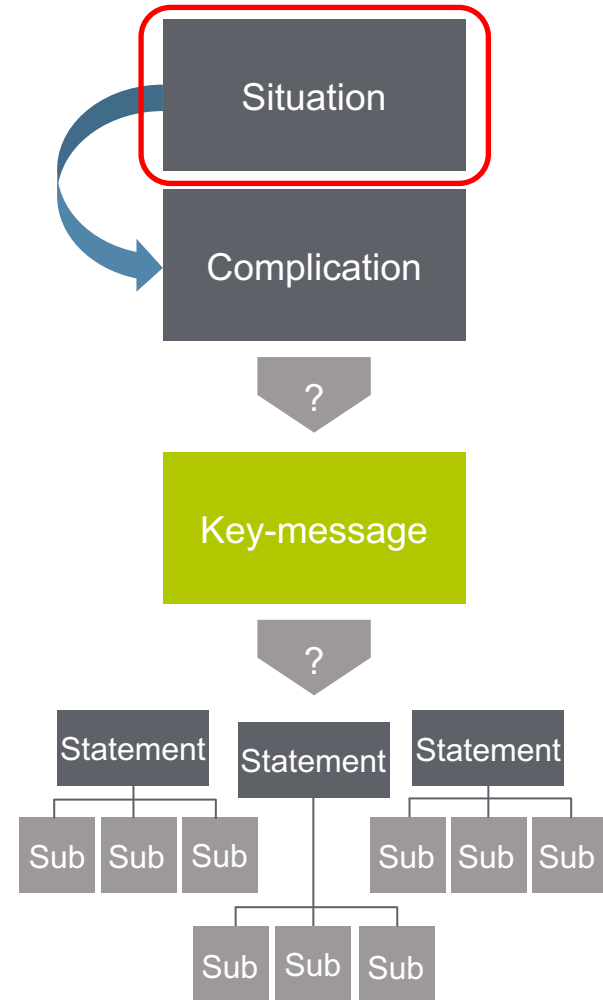 Situation
Complication
?
Key-message
?
Statement
Statement
Statement
Sub Sub Sub
Sub Sub Sub
Sub Sub Sub